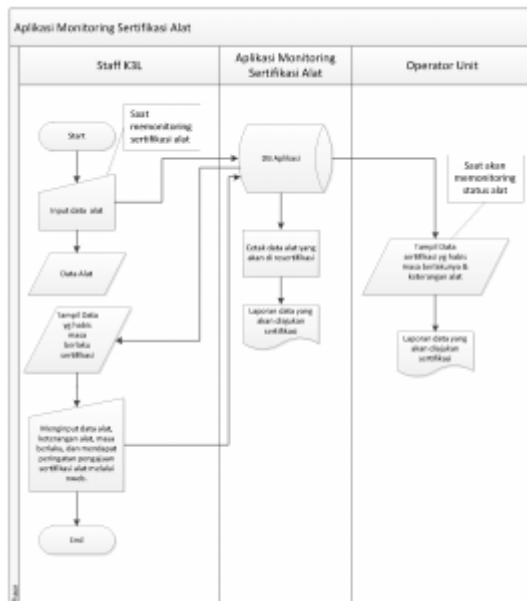 Aplikasi Monitoring Sertifikasi Alat
Staff K3L
Aplikasi Monitoring
Sertifikasi Alat
Operator Unit
Saat
memonitoring
sertifikasi alat
Start
Input data alat
Data Alat
Tampil Data
yg habis
masa
berlaku
sertifikasi
Menginput data alat,
keterangan alat, masa
berlaku, dan mendapat
peringatan pengajuan
sertifikasi alat melalui
End
DB Aplikasi
Cetak data alat yang
akan di resertifikasi
Laporan data yang
akan diajukan
sertifikasi
Saat akan
memonitoring
status alat
Tampil Data
sertifikasi yg habis
masa berlakunya &
keterangan alat
Laporan data yang
akan diajukan
sertifikasi